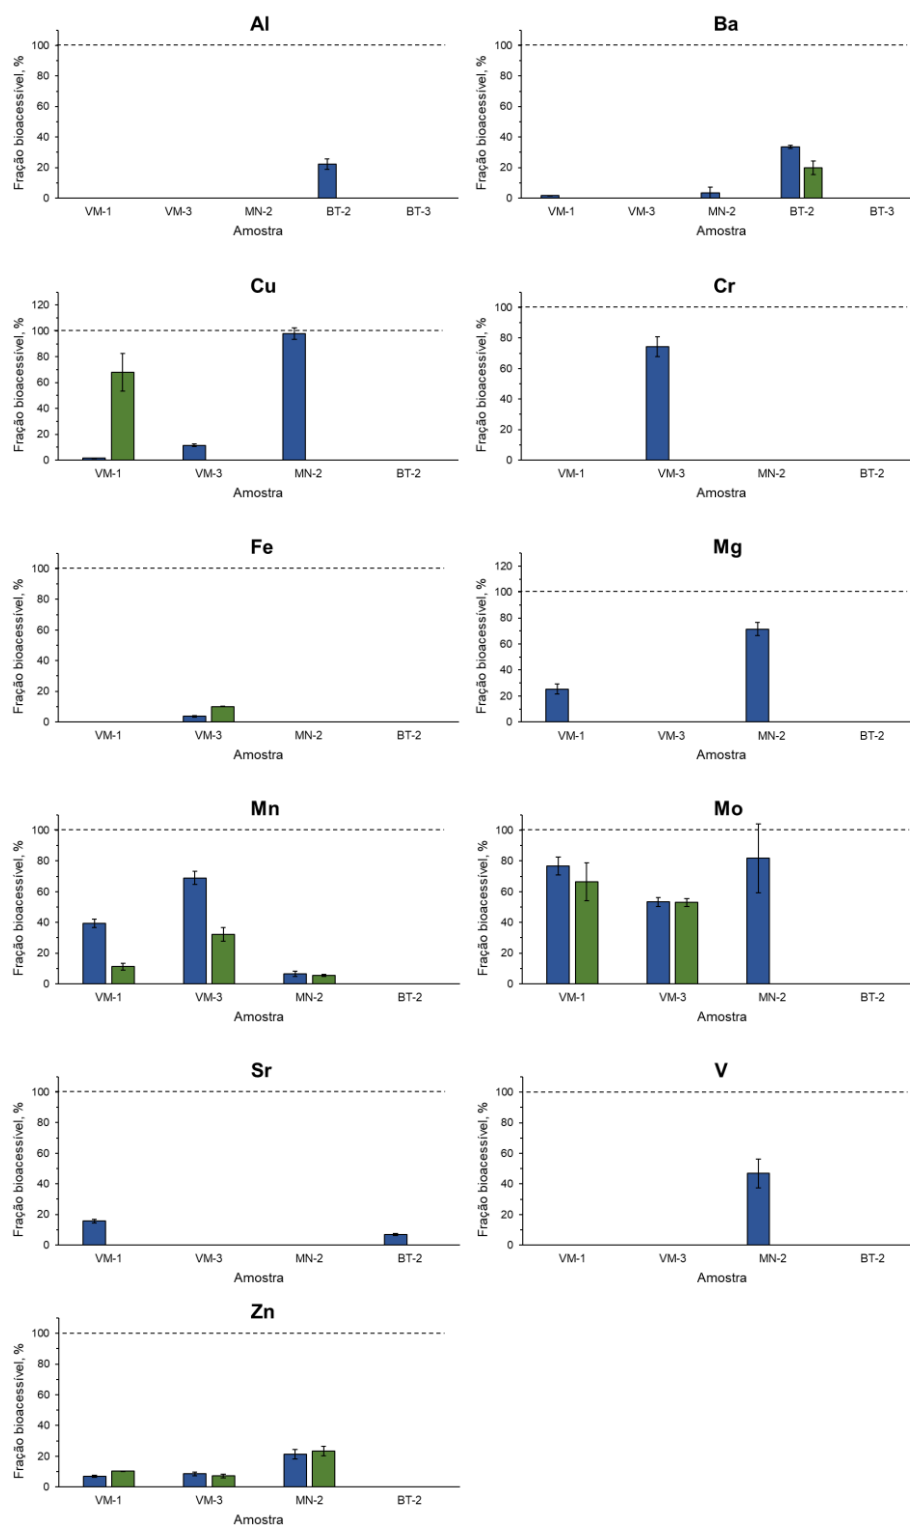 Al
Fração bioacessível, %
100
80
60
40
20
0
VM-1 VM-3 MN-2 BT-2 BT-3
Amostra
Ba
Fração bioacessível, %
100
80
60
40
20
0
VM-1 VM-3 MN-2 BT-2 BT-3
Amostra
Cu
Fração bioacessível, %
120
100
80
60
40
20
0
VM-1 VM-3 MN-2 BT-2
Amostra
Cr
Fração bioacessível, %
100
80
60
40
20
0
VM-1 VM-3 MN-2 BT-2
Amostra
Fe
Fração bioacessível, %
100
80
60
40
20
0
VM-1 VM-3 MN-2 BT-2
Amostra
Mg
Fração bioacessível, %
120
100
80
60
40
20
0
VM-1 VM-3 MN-2 BT-2
Amostra
Mn
Fração bioacessível, %
100
80
60
40
20
0
VM-1 VM-3 MN-2 BT-2
Amostra
Mo
Fração bioacessível, %
100
80
60
40
20
0
VM-1 VM-3 MN-2 BT-2
Amostra
Sr
Fração bioacessível, %
100
80
60
40
20
0
VM-1 VM-3 MN-2 BT-2
Amostra
V
Fração bioacessível, %
100
80
60
40
20
0
VM-1 VM-3 MN-2 BT-2
Amostra
Zn
Fração bioacessível, %
100
80
60
40
20
0
VM-1 VM-3 MN-2 BT-2
Amostra